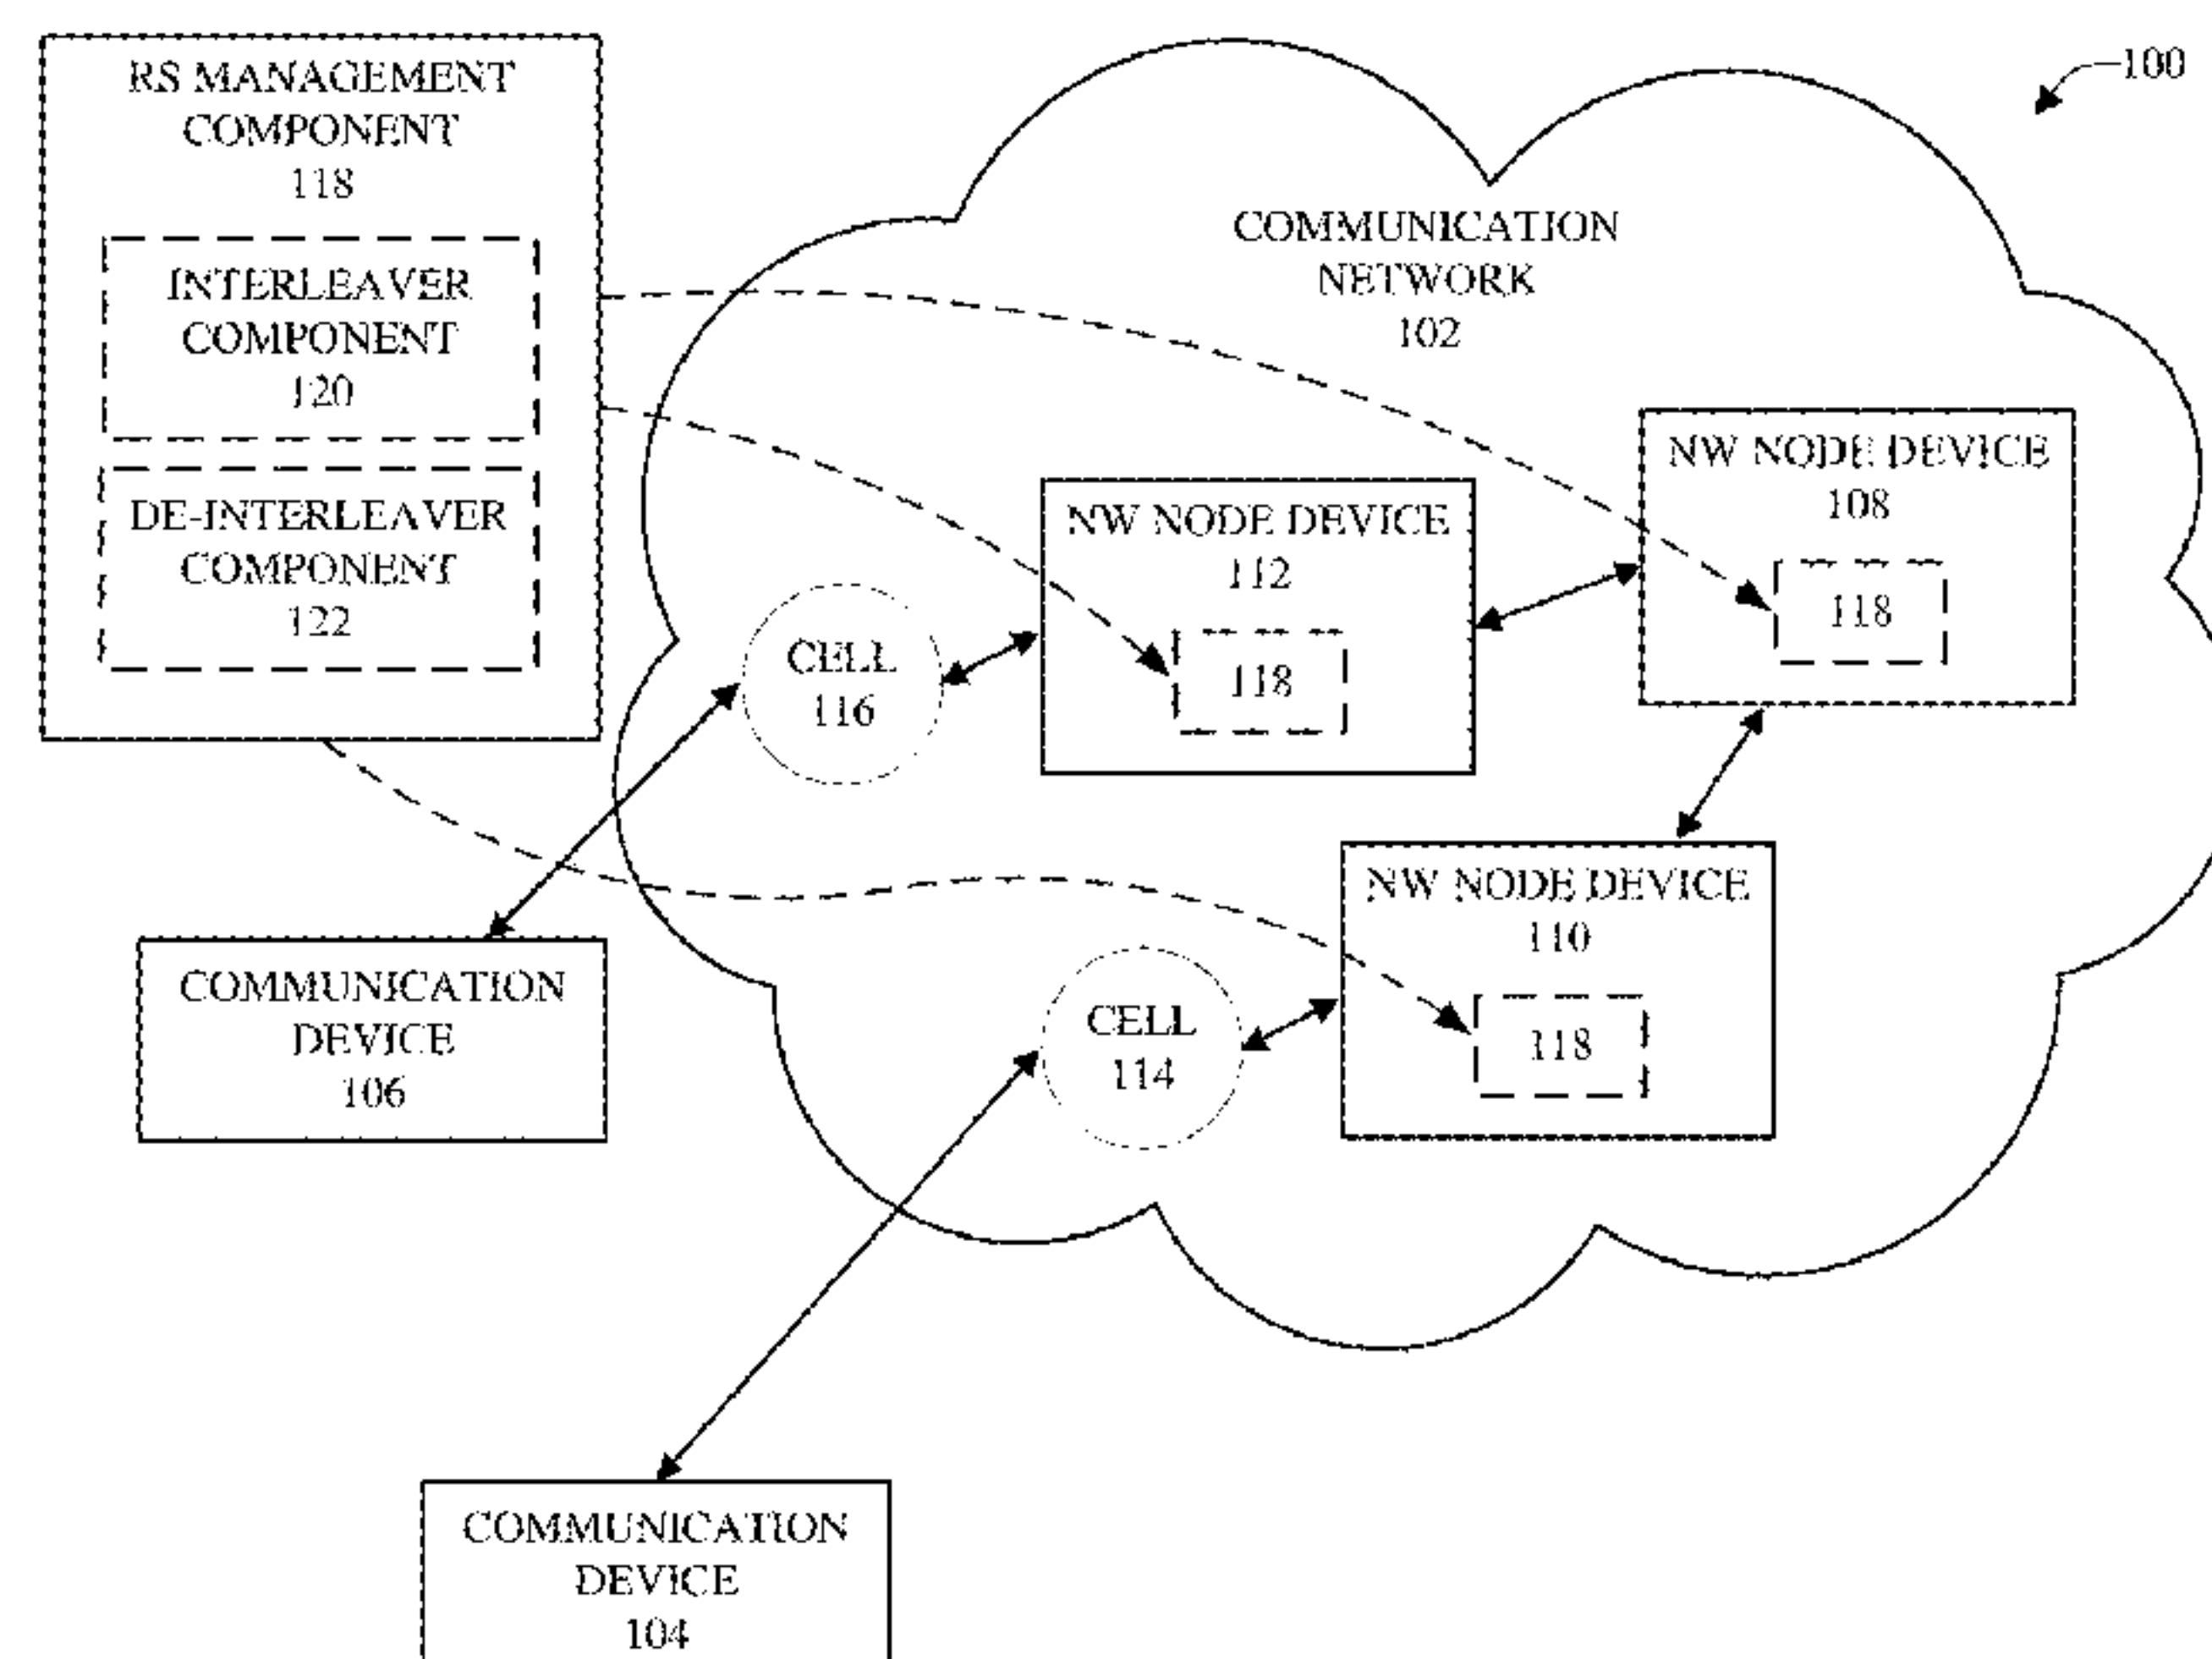 100
RS MANAGEMENT
COMPONENT
118
INTERLEAVER
COMPONENT
120
DE-INTERLEAVER
COMPONENT
122
COMMUNICATION
NETWORK
102
NW NODE DEVICE
108
118
NW NODE DEVICE
112
118
CELL
116
NW NODE DEVICE
110
118
CELL
114
COMMUNICATION
DEVICE
106
COMMUNICATION
DEVICE
104